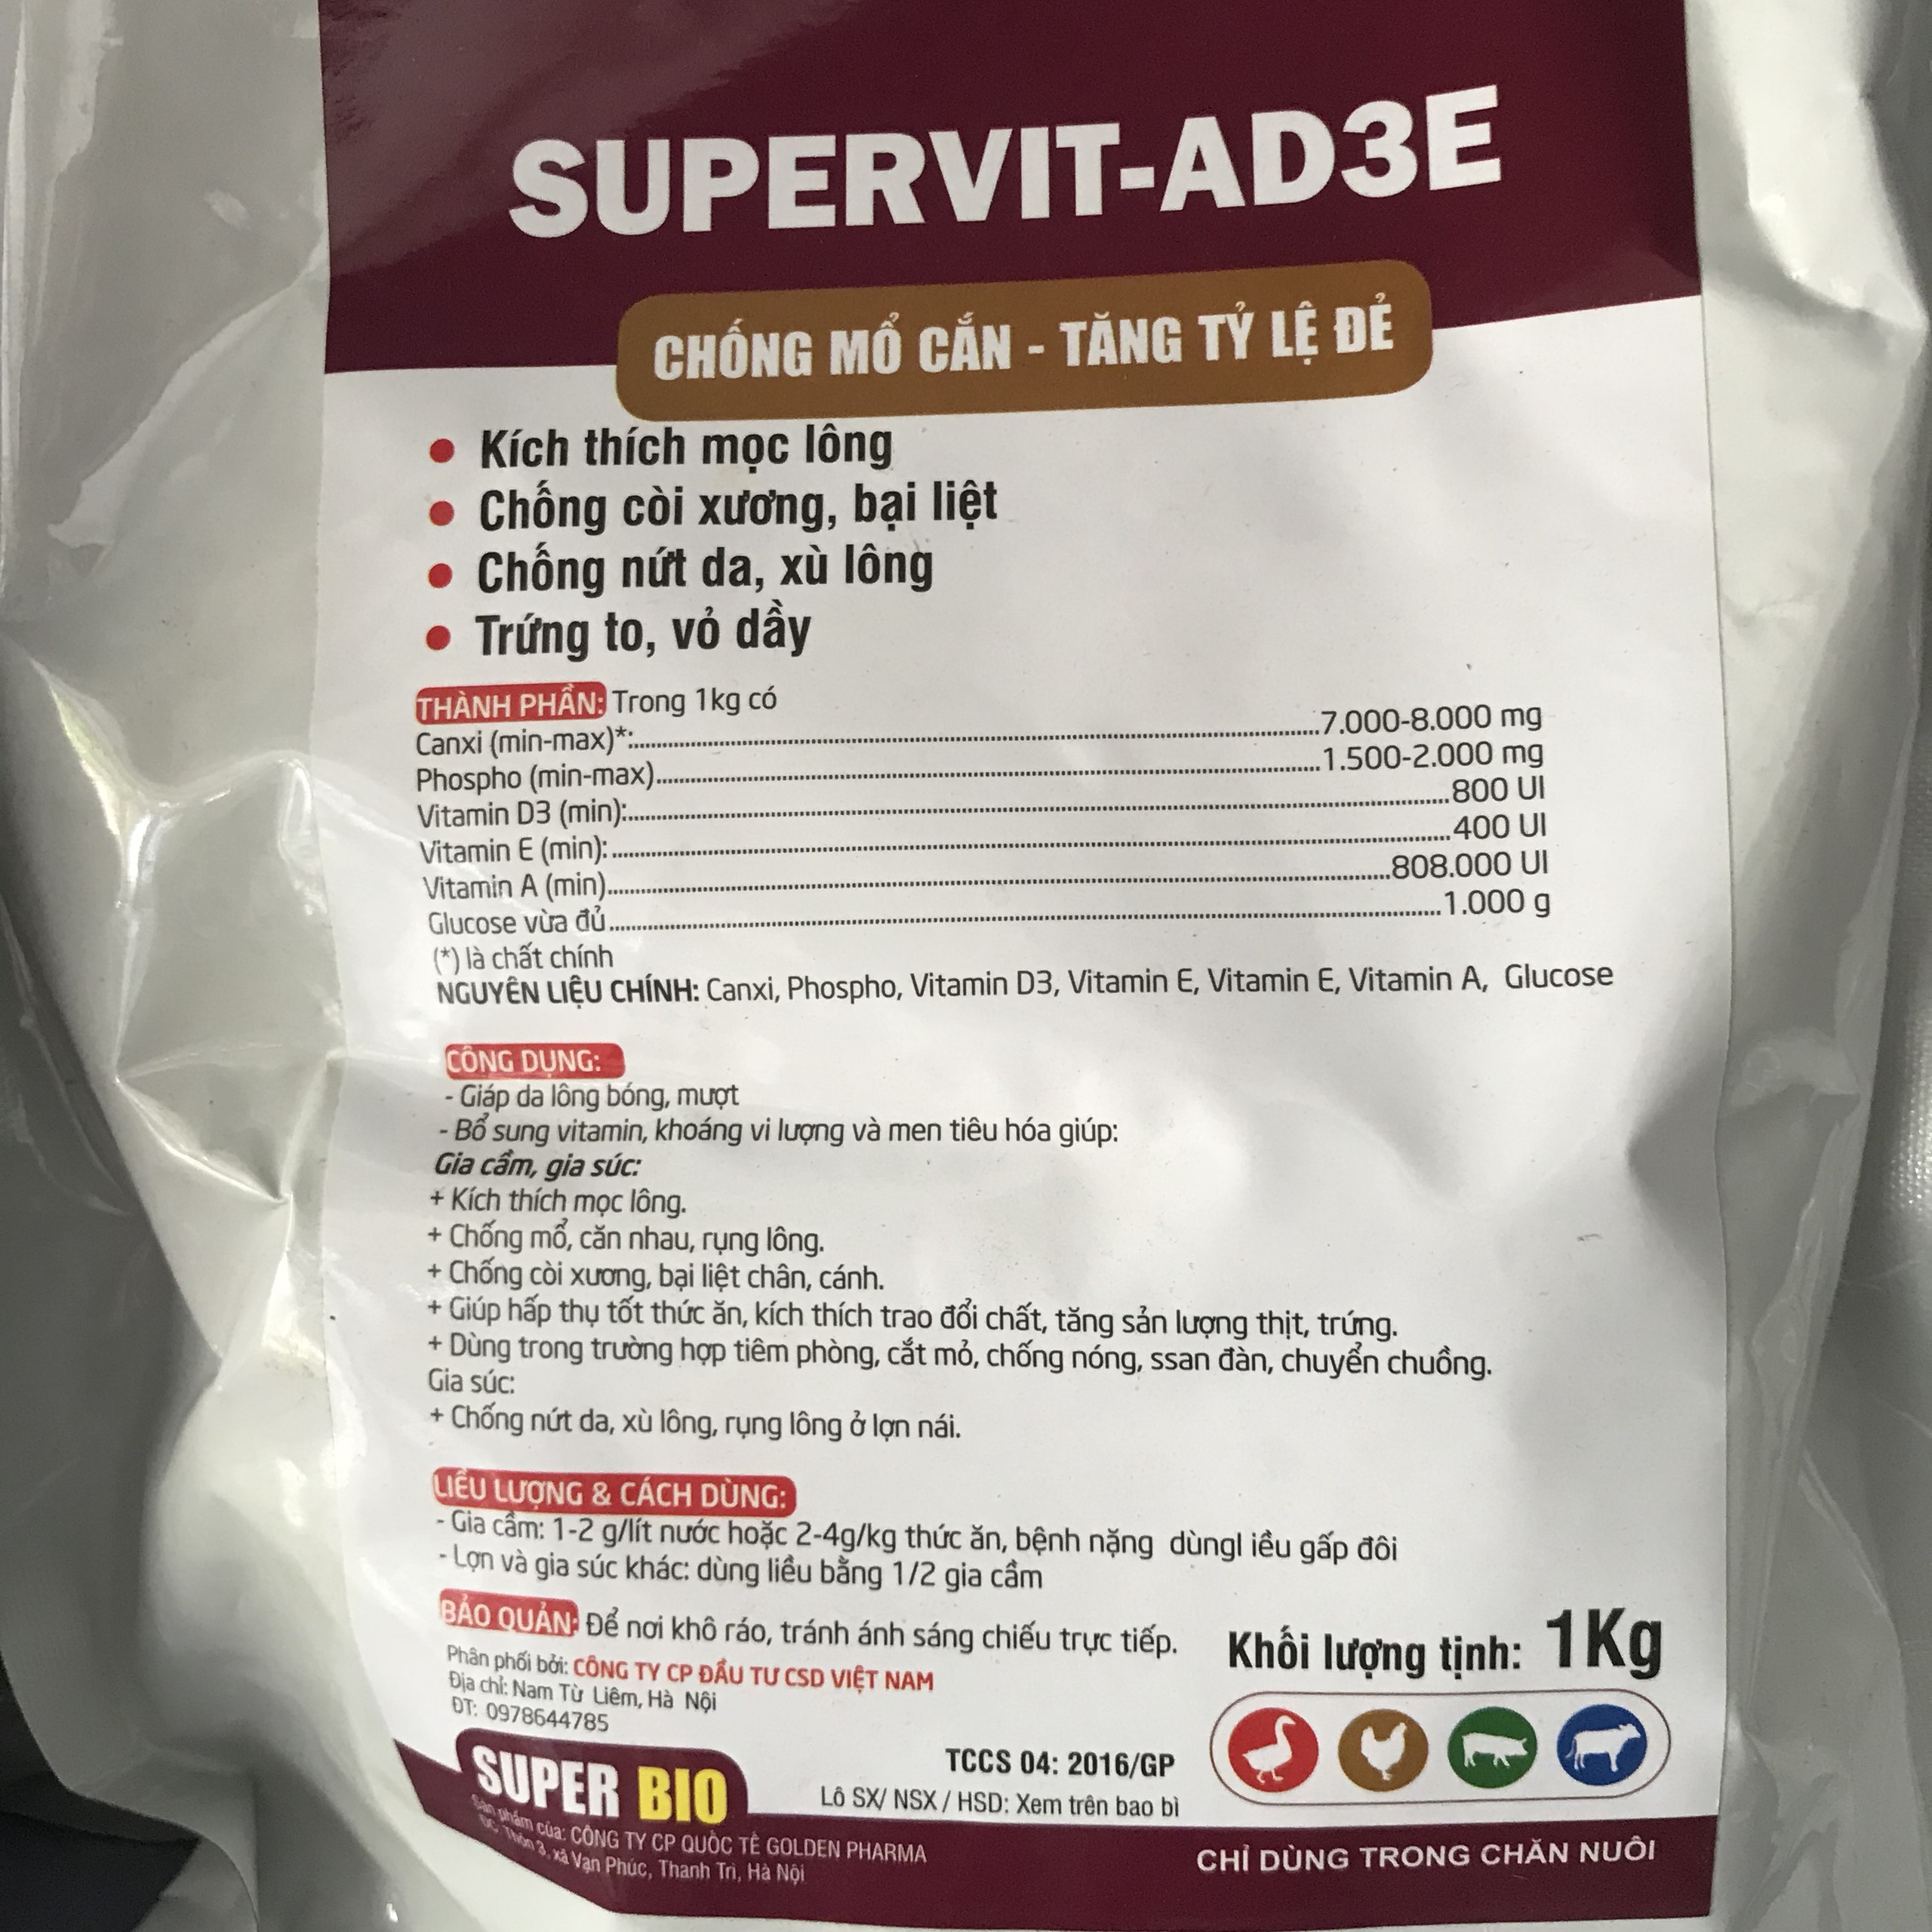 SUPERVIT-AD3E
CHỐNG MỔ CẮN - TĂNG TỶ LỆ ĐẺ
• Kích thích mọc lông
• Chống còi xương, bại liệt
• Chống nứt da, xù lông
• Trứng to, vỏ dầy
THÀNH PHẦN: Trong 1kg có
Canxi (min-max)*:....................7.000-8.000 mg
Phospho (min-max)....................1.500-2.000 mg
Vitamin D3 (min):....................800 UI
Vitamin E (min):....................400 UI
Vitamin A (min)....................808.000 UI
Glucose vừa đủ....................1.000 g
(*) là chất chính
NGUYÊN LIỆU CHÍNH: Canxi, Phospho, Vitamin D3, Vitamin E, Vitamin E, Vitamin A, Glucose
CÔNG DỤNG:
- Giáp da lông bóng, mượt
- Bổ sung vitamin, khoáng vi lượng và men tiêu hóa giúp:
Gia cầm, gia súc:
+ Kích thích mọc lông.
+ Chống mổ, căn nhau, rụng lông.
+ Chống còi xương, bại liệt chân, cánh.
+ Giúp hấp thụ tốt thức ăn, kích thích trao đổi chất, tăng sản lượng thịt, trứng.
+ Dùng trong trường hợp tiêm phòng, cắt mỏ, chống nóng, ssan đàn, chuyển chuồng.
Gia súc:
+ Chống nứt da, xù lông, rụng lông ở lợn nái.
LIỀU LƯỢNG & CÁCH DÙNG:
- Gia cầm: 1-2 g/lít nước hoặc 2-4g/kg thức ăn, bệnh nặng dùngl iều gấp đôi
- Lợn và gia súc khác: dùng liều bằng 1/2 gia cầm
BẢO QUẢN: Để nơi khô ráo, tránh ánh sáng chiếu trực tiếp.
Khối lượng tịnh: 1Kg
Phân phối bởi: CÔNG TY CP ĐẦU TƯ CSD VIỆT NAM
Địa chỉ: Nam Từ Liêm, Hà Nội
ĐT: 0978644785
SUPER BIO
TCCS 04: 2016/GP
Lô SX/ NSX / HSD: Xem trên bao bì
Sản phẩm của: CÔNG TY CP QUỐC TẾ GOLDEN PHARMA
ĐC: Thôn 3, xã Vạn Phúc, Thanh Trì, Hà Nội
CHỈ DÙNG TRONG CHĂN NUÔI